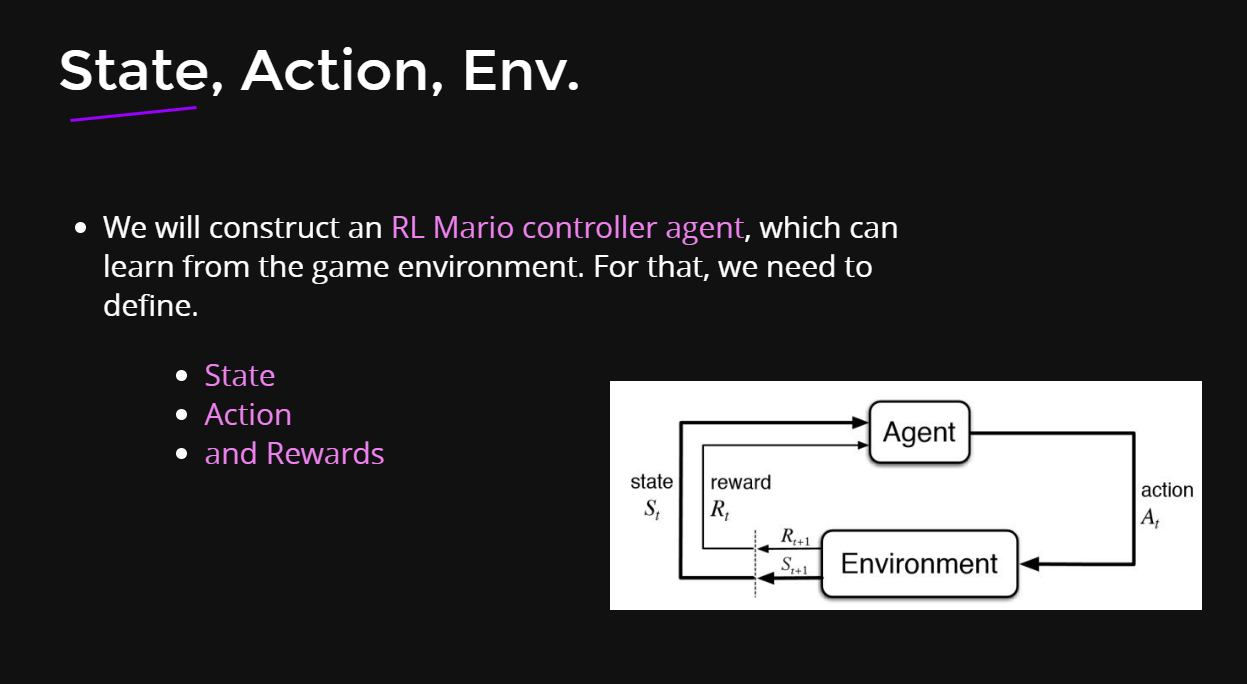 State, Action, Env.
We will construct an RL Mario controller agent, which can
learn from the game environment. For that, we need to
define.
State
Action
and Rewards
Agent
state
S_t
reward
R_t
action
A_t
R_{t+1}
S_{t+1}
Environment